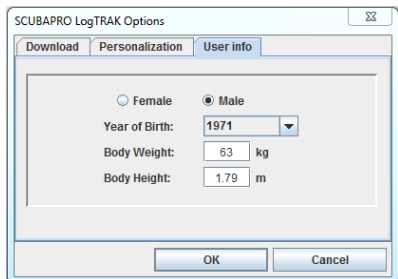 SCUBAPRO LogTRAK Options
Download Personalization User info
Female Male
Year of Birth: 1971
Body Weight: 63 kg
Body Height: 1.79 m
OK Cancel